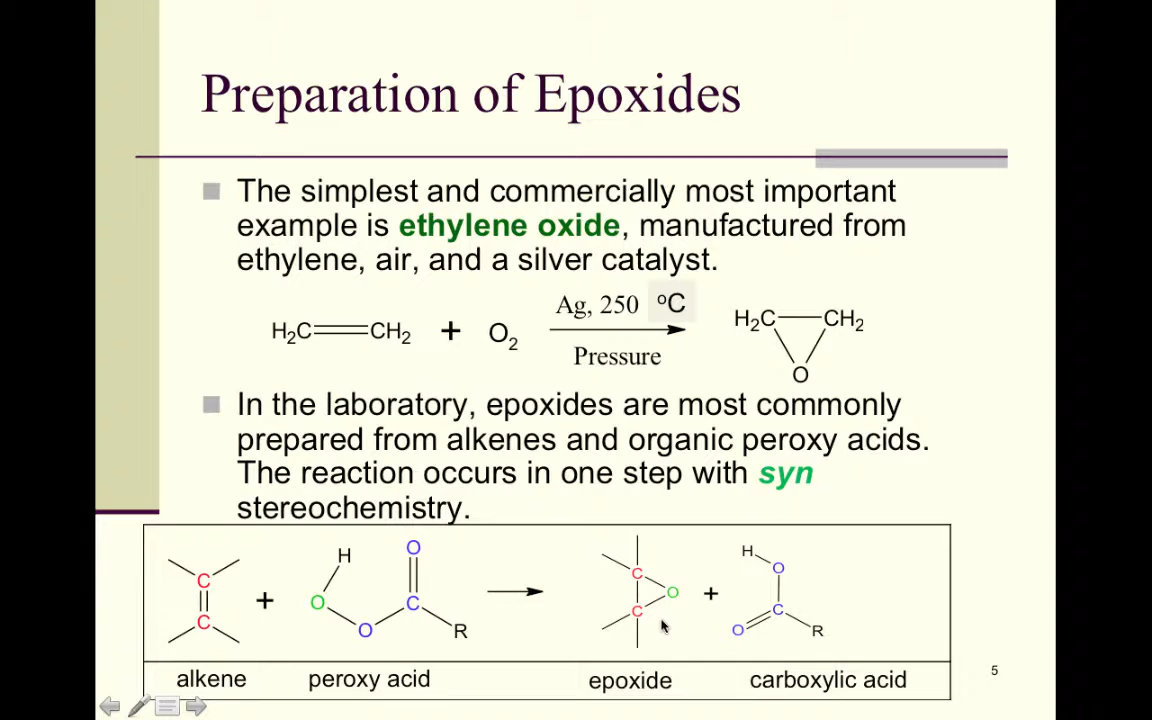 Preparation of Epoxides
The simplest and commercially most important
example is ethylene oxide, manufactured from
ethylene, air, and a silver catalyst.
Ag, 250 °C
H₂C CH₂ + O₂ H₂C CH₂
Pressure
O
In the laboratory, epoxides are most commonly
prepared from alkenes and organic peroxy acids.
The reaction occurs in one step with syn
stereochemistry.
H O H
O
C C O
+ O C O + C
C O R C O R
alkene peroxy acid epoxide carboxylic acid
5